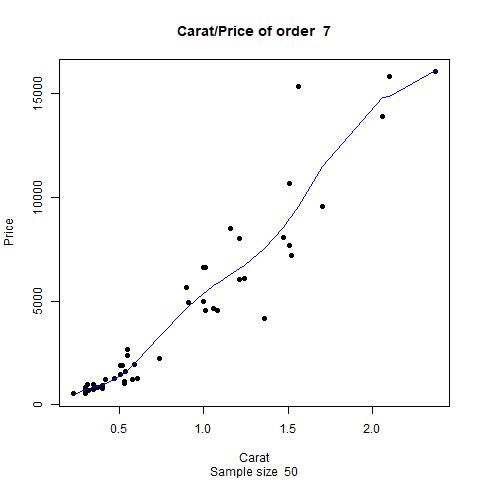 Carat/Price of order 7
15000
10000
5000
0
Price
0.5 1.0 1.5 2.0
Carat
Sample size 50